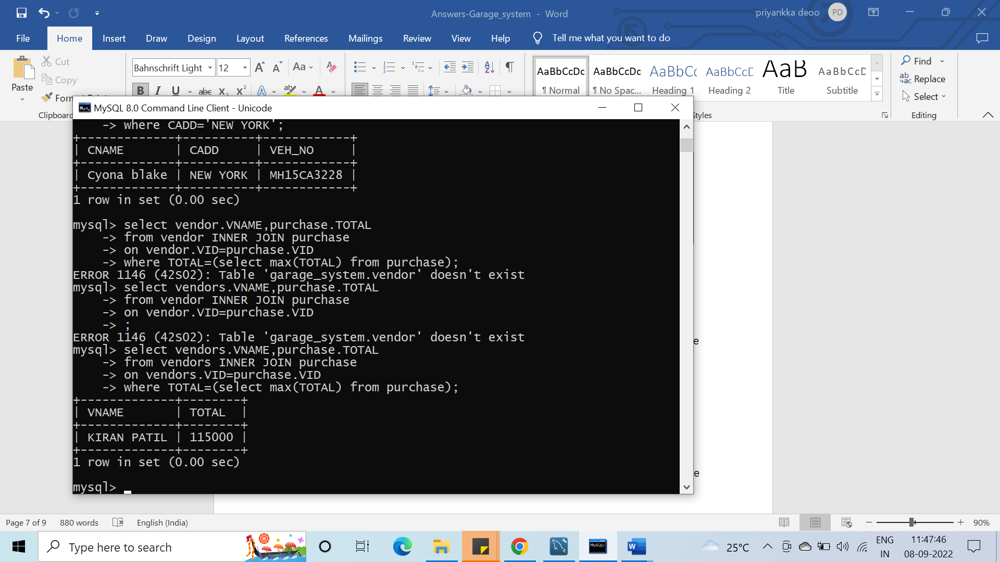 Answers-Garage_system - Word
priyankka deoo PD
File Home Insert Draw Design Layout References Mailings Review View Help Tell me what you want to do
Cut
Copy
Paste
Clipboard
Bahnschrift Light 12
Aa
B I U abc X₂ X² A ab A
AaBbCcDc AaBbCcDc AaBbCc AaBbCcD AaB AaBbCcD
¶ Normal ¶ No Spac... Heading 1 Heading 2 Title Subtitle
Styles
Find
Replace
Select
Editing
MySQL 8.0 Command Line Client - Unicode
    -> where CADD='NEW YORK';
+-------------+----------+------------+
| CNAME       | CADD     | VEH_NO     |
+-------------+----------+------------+
| Cyona blake | NEW YORK | MH15CA3228 |
+-------------+----------+------------+
1 row in set (0.00 sec)
mysql> select vendor.VNAME,purchase.TOTAL
    -> from vendor INNER JOIN purchase
    -> on vendor.VID=purchase.VID
    -> where TOTAL=(select max(TOTAL) from purchase);
ERROR 1146 (42S02): Table 'garage_system.vendor' doesn't exist
mysql> select vendors.VNAME,purchase.TOTAL
    -> from vendor INNER JOIN purchase
    -> on vendor.VID=purchase.VID
    -> ;
ERROR 1146 (42S02): Table 'garage_system.vendor' doesn't exist
mysql> select vendors.VNAME,purchase.TOTAL
    -> from vendors INNER JOIN purchase
    -> on vendors.VID=purchase.VID
    -> where TOTAL=(select max(TOTAL) from purchase);
+-------------+--------+
| VNAME       | TOTAL  |
+-------------+--------+
| KIRAN PATIL | 115000 |
+-------------+--------+
1 row in set (0.00 sec)
mysql>
e
e
Page 7 of 9 880 words English (India) 90%
Type here to search
25°C
ENG
IN
11:47:46
08-09-2022